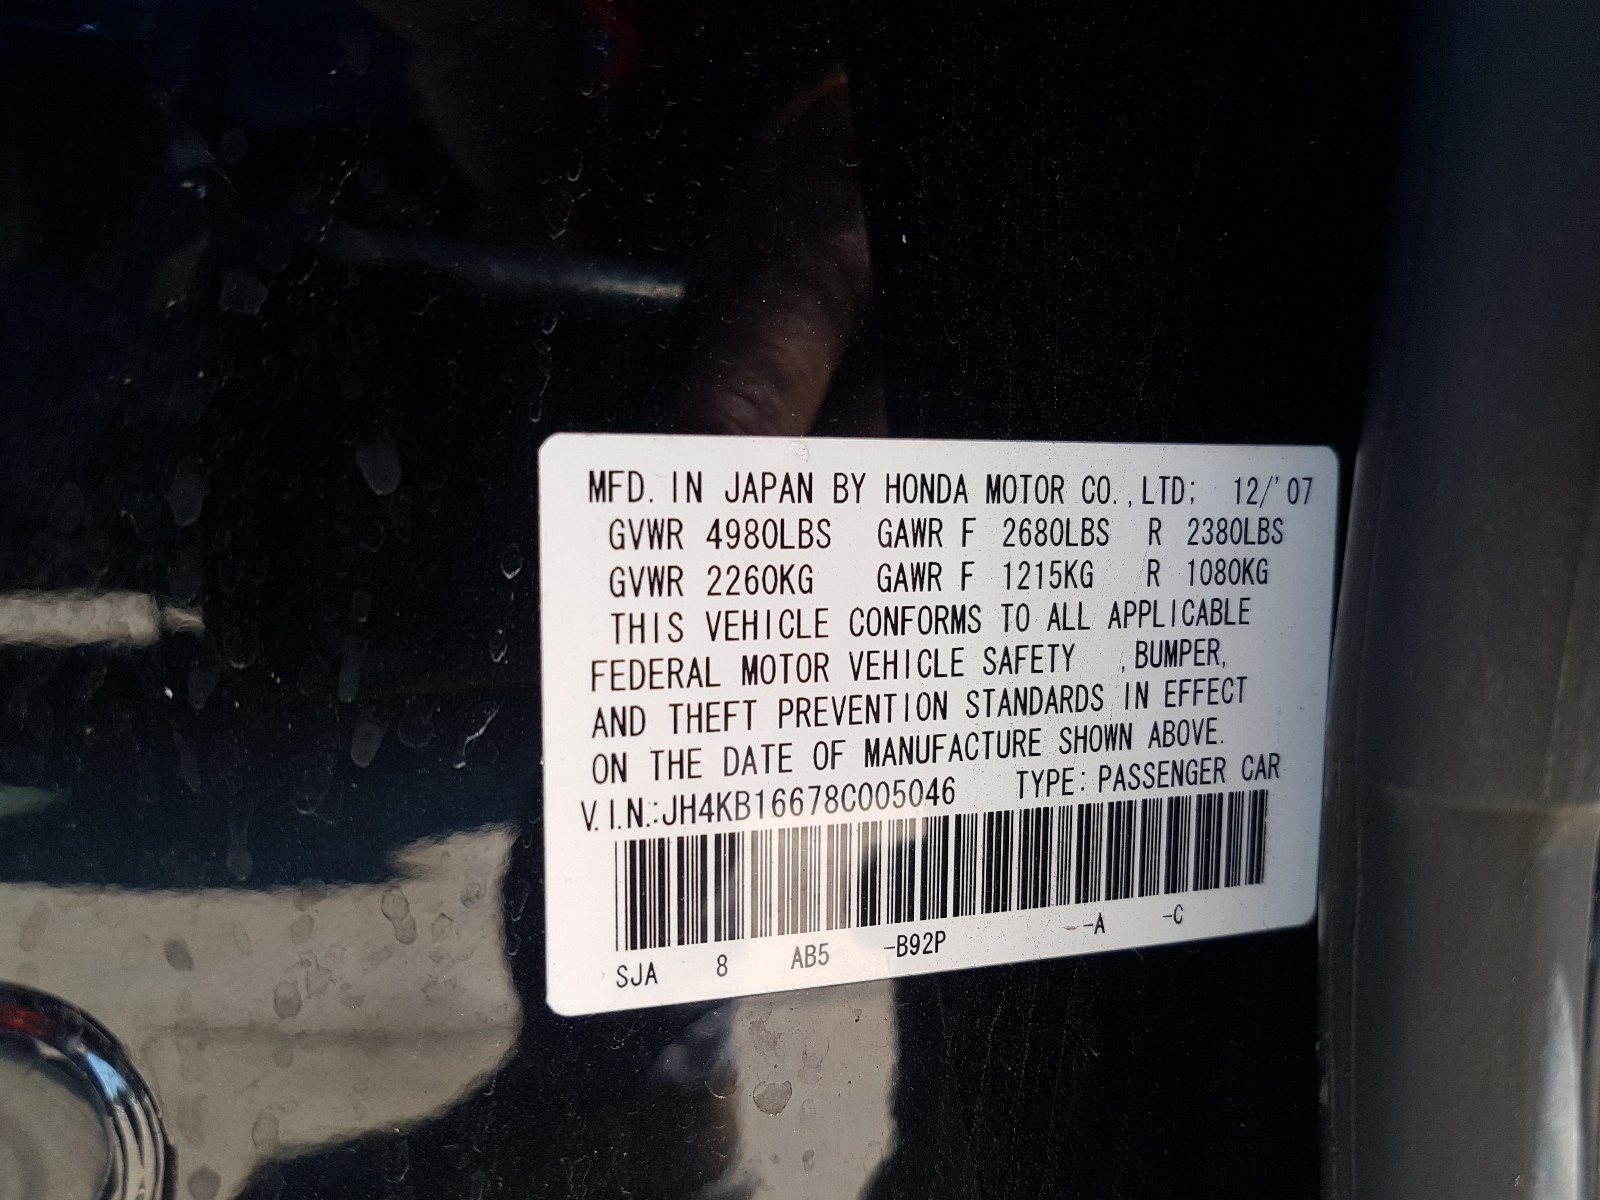 MFD. IN JAPAN BY HONDA MOTOR CO.,LTD; 12/'07
GVWR 4980LBS GAWR F 2680LBS R 2380LBS
GVWR 2260KG GAWR F 1215KG R 1080KG
THIS VEHICLE CONFORMS TO ALL APPLICABLE
FEDERAL MOTOR VEHICLE SAFETY ,BUMPER,
AND THEFT PREVENTION STANDARDS IN EFFECT
ON THE DATE OF MANUFACTURE SHOWN ABOVE.
V.I.N.:JH4KB16678C005046 TYPE: PASSENGER CAR
SJA 8 AB5 -B92P --A -C